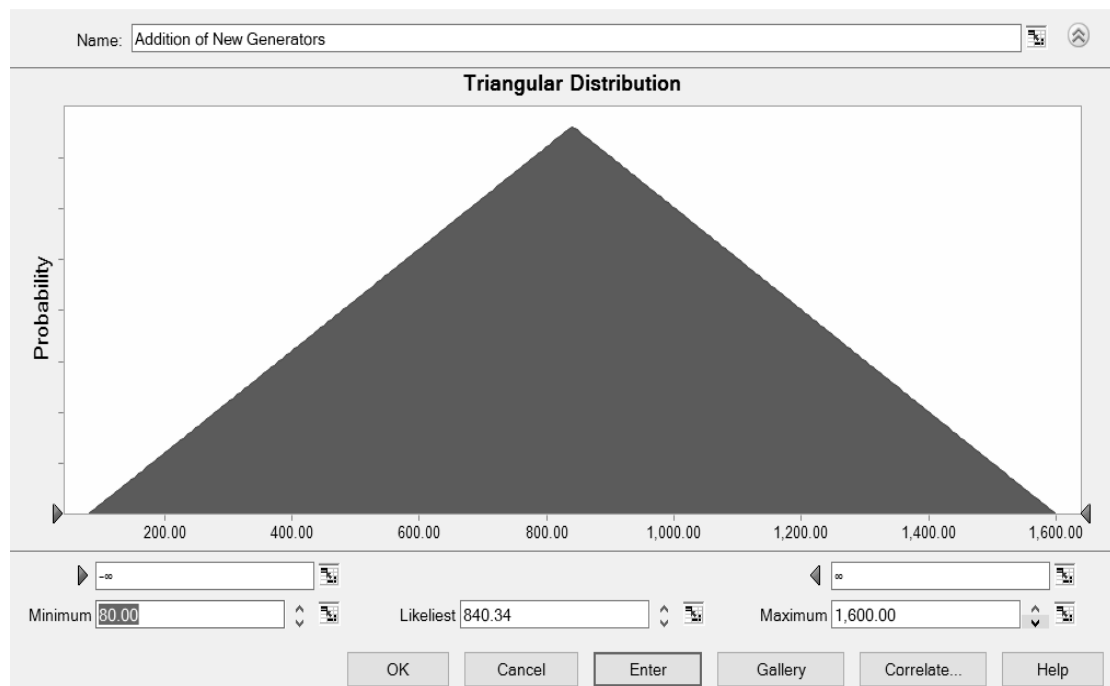 Name: Addition of New Generators
Triangular Distribution
Probability
200.00 400.00 600.00 800.00 1,000.00 1,200.00 1,400.00 1,600.00
-∞ ∞
Minimum 80.00 Likeliest 840.34 Maximum 1,600.00
OK Cancel Enter Gallery Correlate... Help